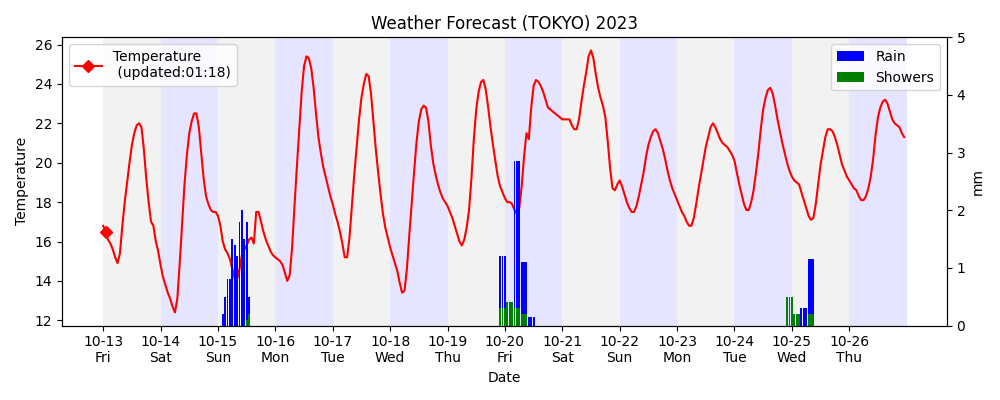 Weather Forecast (TOKYO) 2023
Temperature
(updated:01:18)
Rain
Showers
Temperature
26
24
22
20
18
16
14
12
5
4
3
2
1
0
mm
10-13 10-14 10-15 10-16 10-17 10-18 10-19 10-20 10-21 10-22 10-23 10-24 10-25 10-26
Fri Sat Sun Mon Tue Wed Thu Fri Sat Sun Mon Tue Wed Thu
Date